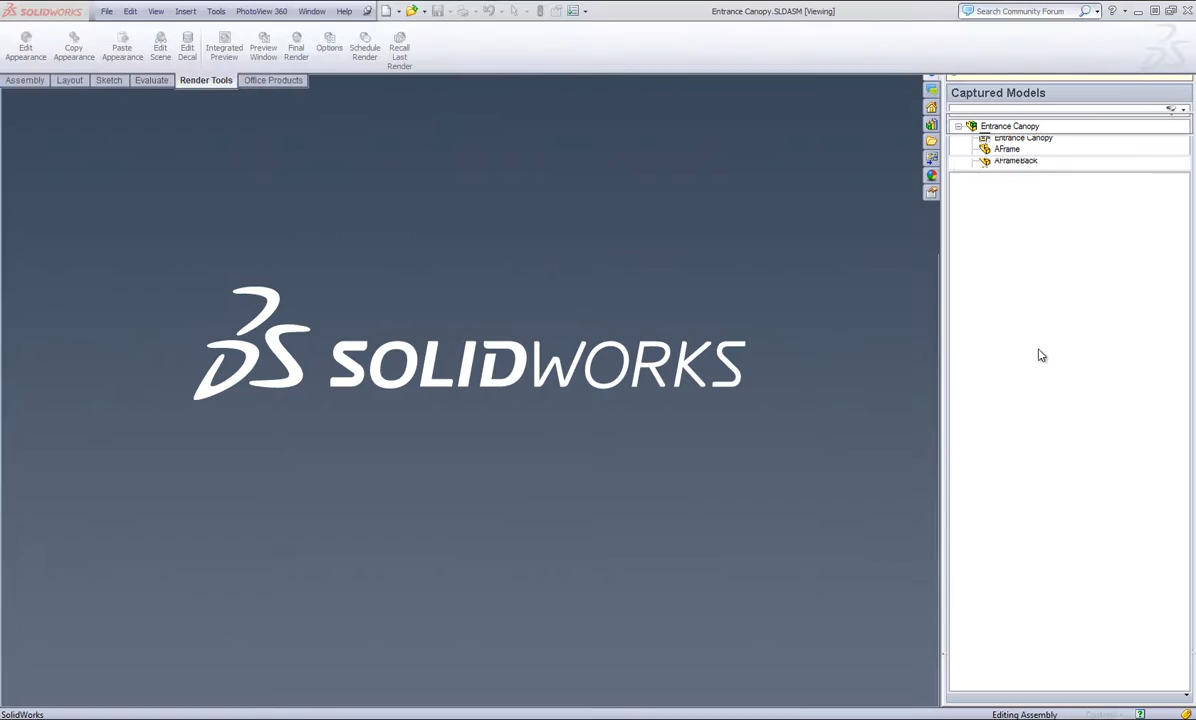 SOLIDWORKS File Edit View Insert Tools PhotoView 360 Window Help Entrance Canopy.SLDASM [Viewing] Search Community Forum
Edit Appearance
Copy Appearance
Paste Appearance
Edit Scene
Edit Decal
Integrated Preview
Preview Window
Final Render
Options
Schedule Render
Recall Last Render
Assembly Layout Sketch Evaluate Render Tools Office Products
Captured Models
Entrance Canopy
Entrance Canopy
AFrame
AFrameBack
SOLIDWORKS
SolidWorks
Editing Assembly